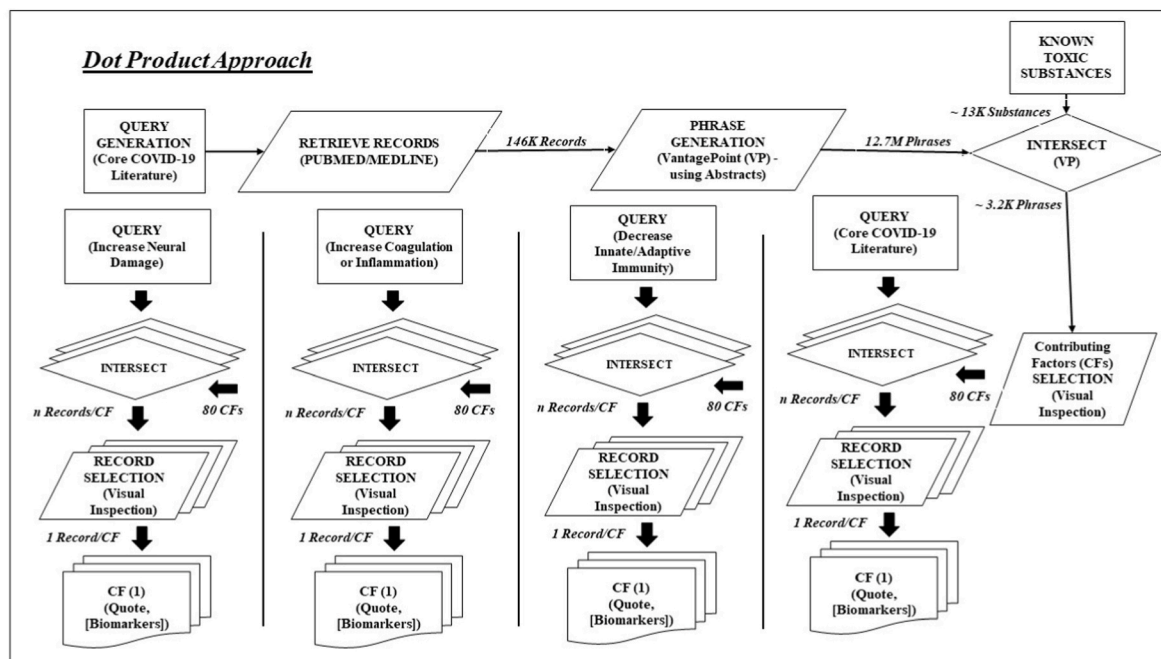 Dot Product Approach
KNOWN
TOXIC
SUBSTANCES
~ 13K Substances
QUERY
GENERATION
(Core COVID-19
Literature)
RETRIEVE RECORDS
(PUBMED/MEDLINE)
146K Records
PHRASE
GENERATION
(VantagePoint (VP) -
using Abstracts)
12.7M Phrases
INTERSECT
(VP)
~ 3.2K Phrases
Contributing
Factors (CFs)
SELECTION
(Visual
Inspection)
QUERY
(Increase Neural
Damage)
INTERSECT
80 CFs
n Records/CF
RECORD
SELECTION
(Visual
Inspection)
1 Record/CF
CF (1)
(Quote,
[Biomarkers])
QUERY
(Increase Coagulation
or Inflammation)
INTERSECT
80 CFs
n Records/CF
RECORD
SELECTION
(Visual
Inspection)
1 Record/CF
CF (1)
(Quote,
[Biomarkers])
QUERY
(Decrease
Innate/Adaptive
Immunity)
INTERSECT
80 CFs
n Records/CF
RECORD
SELECTION
(Visual
Inspection)
1 Record/CF
CF (1)
(Quote,
[Biomarkers])
QUERY
(Core COVID-19
Literature)
INTERSECT
80 CFs
n Records/CF
RECORD
SELECTION
(Visual
Inspection)
1 Record/CF
CF (1)
(Quote,
[Biomarkers])